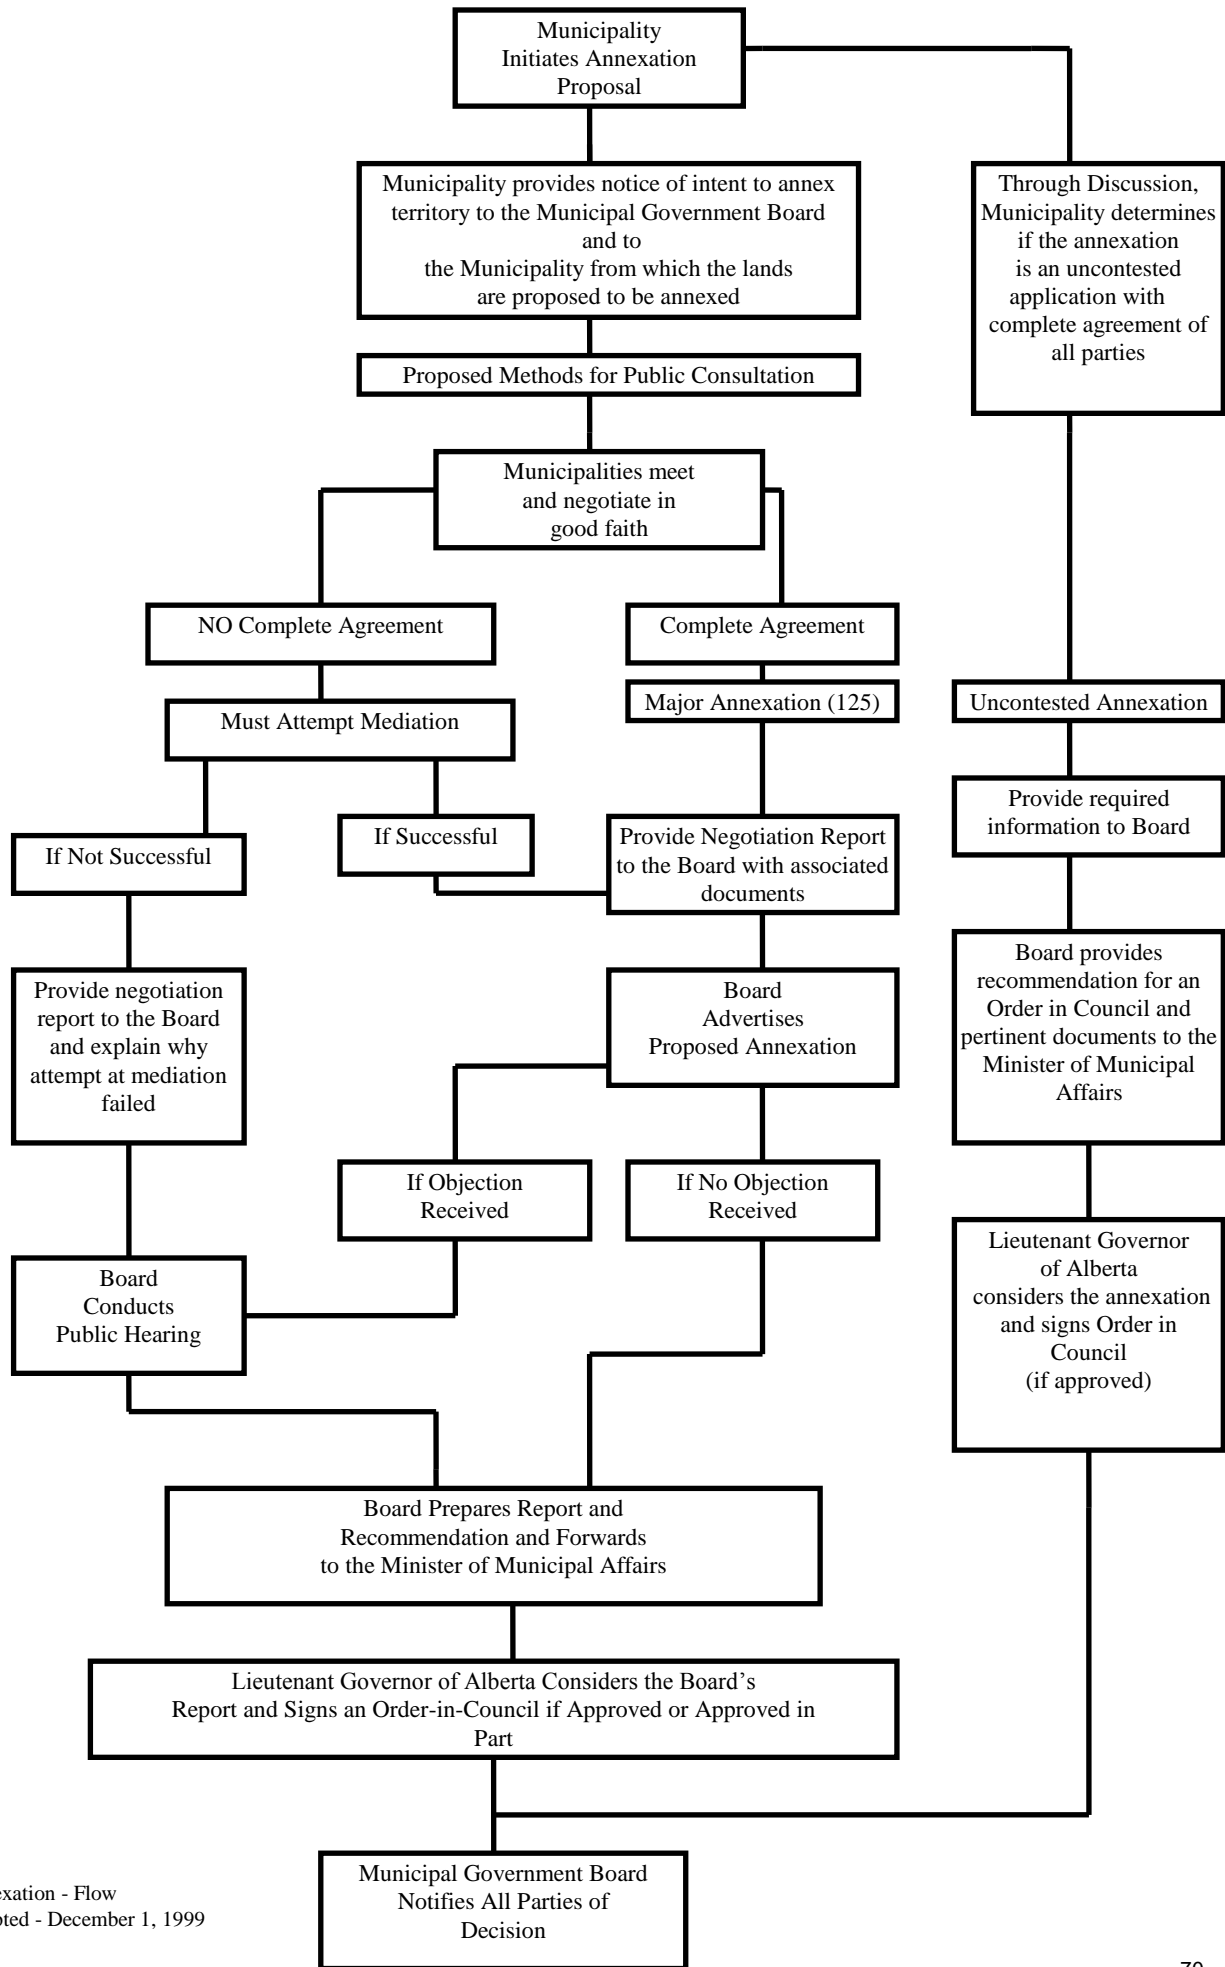 Municipality
Initiates Annexation
Proposal
Municipality provides notice of intent to annex
territory to the Municipal Government Board
and to
the Municipality from which the lands
are proposed to be annexed
Through Discussion,
Municipality determines
if the annexation
is an uncontested
application with
complete agreement of
all parties
Proposed Methods for Public Consultation
Municipalities meet
and negotiate in
good faith
NO Complete Agreement
Complete Agreement
Must Attempt Mediation
Major Annexation (125)
Uncontested Annexation
If Not Successful
If Successful
Provide Negotiation Report
to the Board with associated
documents
Provide required
information to Board
Provide negotiation
report to the Board
and explain why
attempt at mediation
failed
Board
Advertises
Proposed Annexation
Board provides
recommendation for an
Order in Council and
pertinent documents to the
Minister of Municipal
Affairs
If Objection
Received
If No Objection
Received
Board
Conducts
Public Hearing
Lieutenant Governor
of Alberta
considers the annexation
and signs Order in
Council
(if approved)
Board Prepares Report and
Recommendation and Forwards
to the Minister of Municipal Affairs
Lieutenant Governor of Alberta Considers the Board’s
Report and Signs an Order-in-Council if Approved or Approved in
Part
Municipal Government Board
Notifies All Parties of
Decision
exation - Flow
pted - December 1, 1999